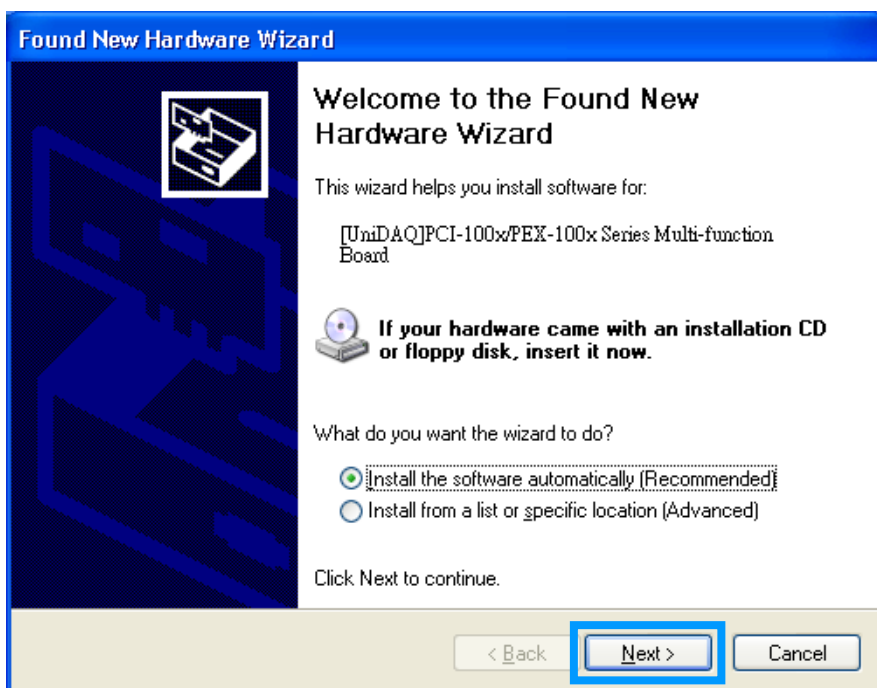 Found New Hardware Wizard
Welcome to the Found New
Hardware Wizard
This wizard helps you install software for:
[UniDAQ]PCI-100x/PEX-100x Series Multi-function
Board
If your hardware came with an installation CD
or floppy disk, insert it now.
What do you want the wizard to do?
Install the software automatically (Recommended)
Install from a list or specific location (Advanced)
Click Next to continue.
< Back Next > Cancel